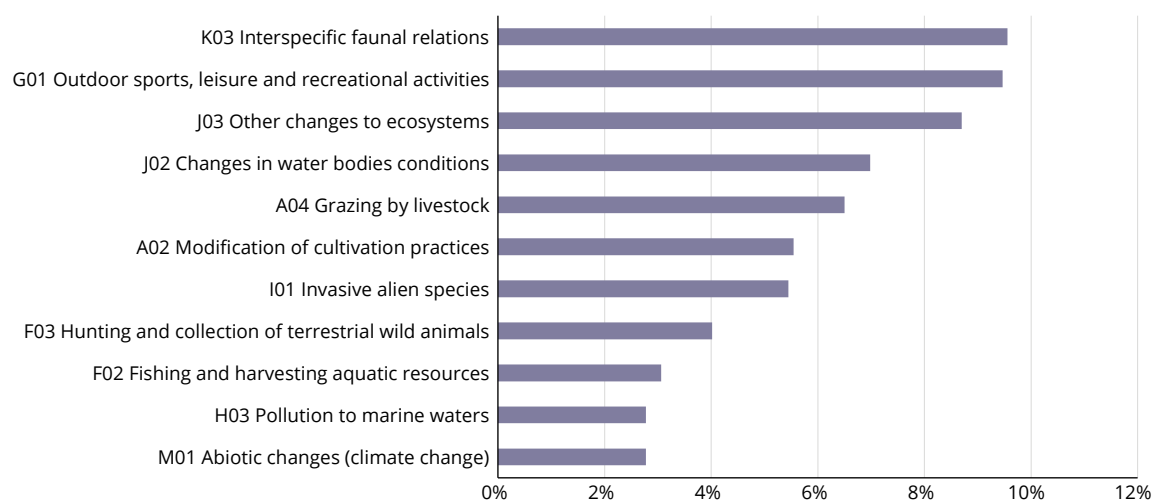 K03 Interspecific faunal relations
G01 Outdoor sports, leisure and recreational activities
J03 Other changes to ecosystems
J02 Changes in water bodies conditions
A04 Grazing by livestock
A02 Modification of cultivation practices
I01 Invasive alien species
F03 Hunting and collection of terrestrial wild animals
F02 Fishing and harvesting aquatic resources
H03 Pollution to marine waters
M01 Abiotic changes (climate change)
0% 2% 4% 6% 8% 10% 12%